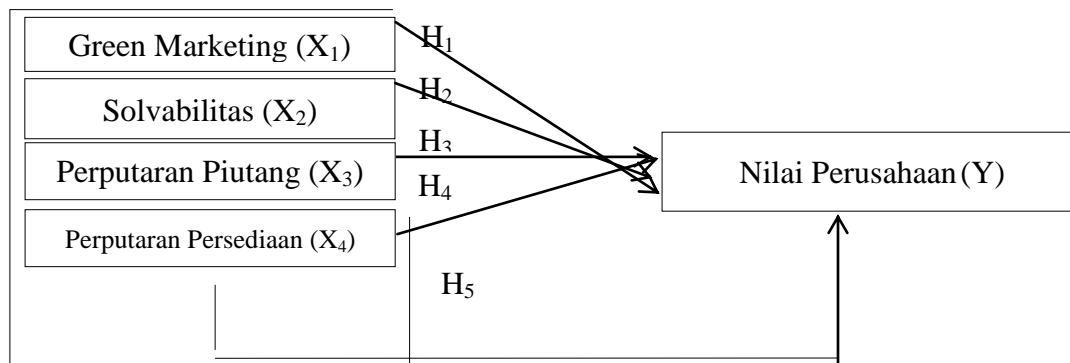 Green Marketing (X₁)
H₁
Solvabilitas (X₂)
H₂
Perputaran Piutang (X₃)
H₃
H₄
Nilai Perusahaan (Y)
Perputaran Persediaan (X₄)
H₅